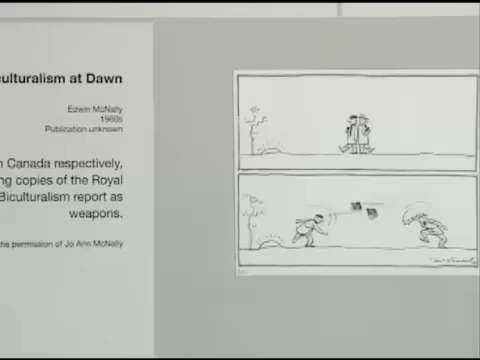 culturalism at Dawn
Edwin McNally
1960s
Publication unknown
n Canada respectively,
ng copies of the Royal
Biculturalism report as
weapons.
the permission of Jo Ann McNally